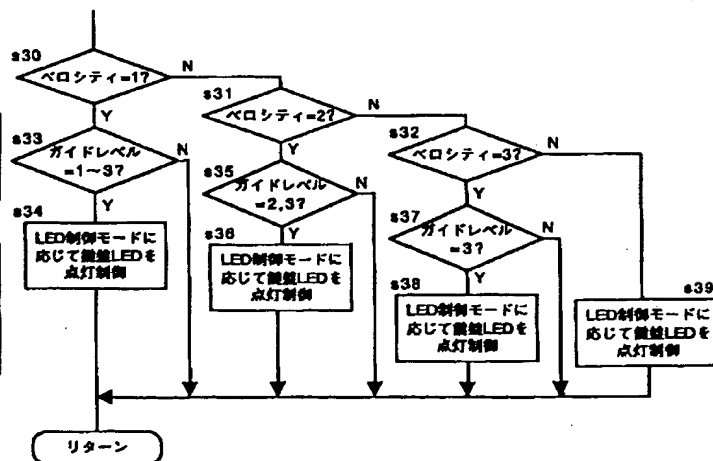 s30
ベロシティ=1?
N
Y
s31
ベロシティ=2?
N
Y
s32
ベロシティ=3?
N
Y
s33
ガイドレベル
=1~3?
N
Y
s34
LED制御モードに
応じて鍵盤LEDを
点灯制御
s35
ガイドレベル
=2,3?
N
Y
s36
LED制御モードに
応じて鍵盤LEDを
点灯制御
s37
ガイドレベル
=3?
N
Y
s38
LED制御モードに
応じて鍵盤LEDを
点灯制御
s39
LED制御モードに
応じて鍵盤LEDを
点灯制御
リターン